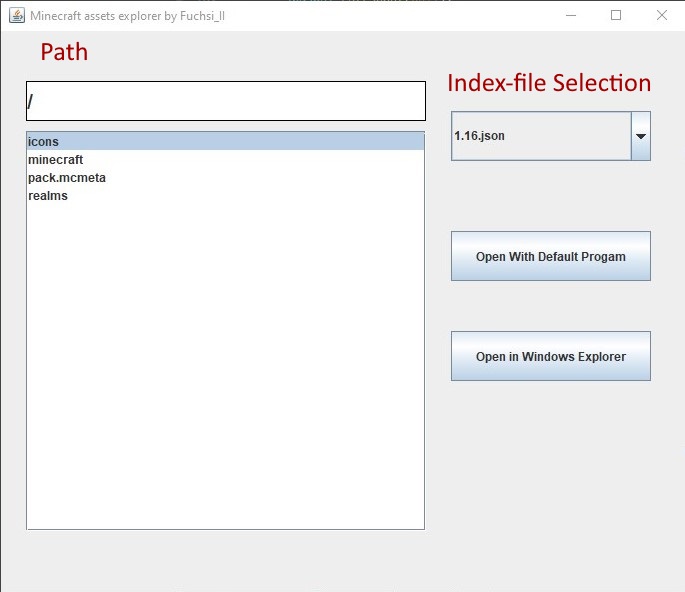 Minecraft assets explorer by Fuchsi_ll
Path
/
icons
minecraft
pack.mcmeta
realms
Index-file Selection
1.16.json
Open With Default Progam
Open in Windows Explorer